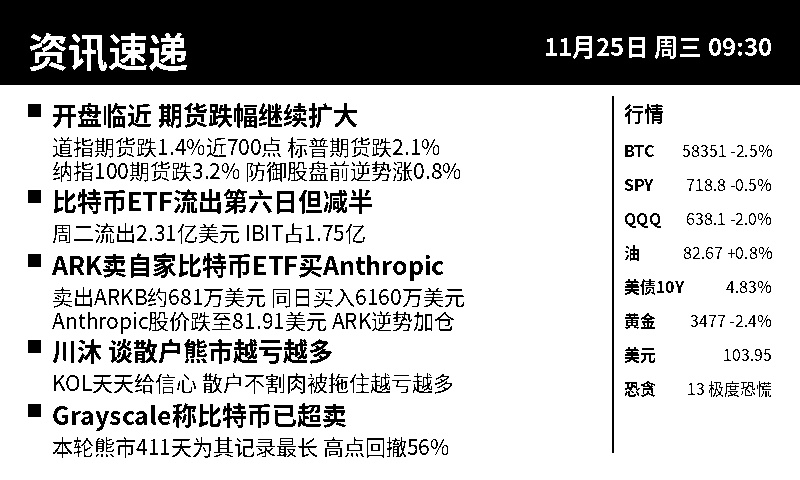 资讯速递
11月25日 周三 09:30
开盘临近 期货跌幅继续扩大
道指期货跌1.4%近700点 标普期货跌2.1%
纳指100期货跌3.2% 防御股盘前逆势涨0.8%
比特币ETF流出第六日但减半
周二流出2.31亿美元 IBIT占1.75亿
ARK卖自家比特币ETF买Anthropic
卖出ARKB约681万美元 同日买入6160万美元
Anthropic股价跌至81.91美元 ARK逆势加仓
川沐 谈散户熊市越亏越多
KOL天天给信心 散户不割肉被拖住越亏越多
Grayscale称比特币已超卖
本轮熊市411天为其记录最长 高点回撤56%
行情
BTC 58351 -2.5%
SPY 718.8 -0.5%
QQQ 638.1 -2.0%
油 82.67 +0.8%
美债10Y 4.83%
黄金 3477 -2.4%
美元 103.95
恐贪 13 极度恐慌